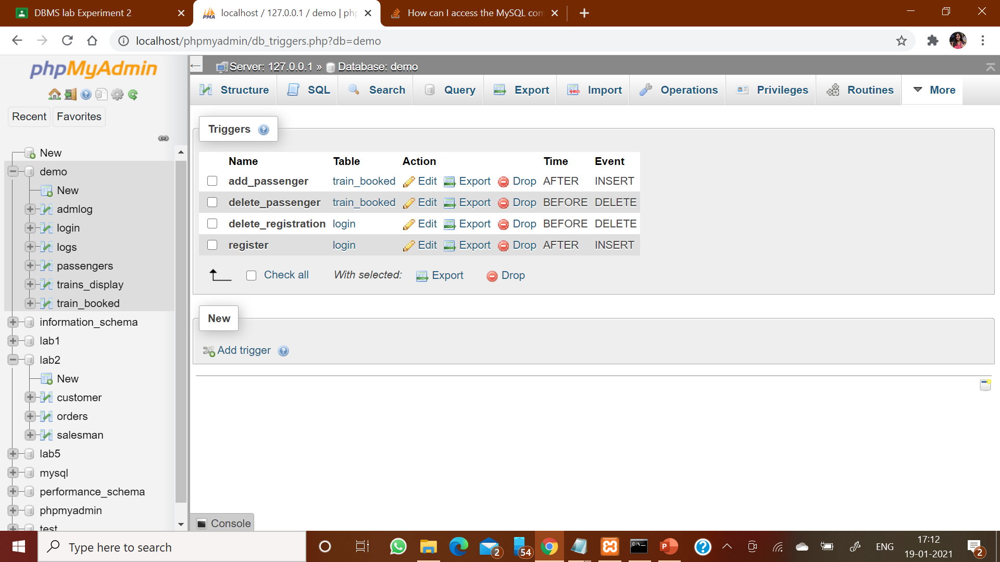 DBMS lab Experiment 2
localhost / 127.0.0.1 / demo | ph
How can I access the MySQL com
localhost/phpmyadmin/db_triggers.php?db=demo
phpMyAdmin
Recent Favorites
New
demo
New
admlog
login
logs
passengers
trains_display
train_booked
information_schema
lab1
lab2
New
customer
orders
salesman
lab5
mysql
performance_schema
phpmyadmin
test
Server: 127.0.0.1 » Database: demo
Structure SQL Search Query Export Import Operations Privileges Routines More
Triggers
Name Table Action Time Event
add_passenger train_booked Edit Export Drop AFTER INSERT
delete_passenger train_booked Edit Export Drop BEFORE DELETE
delete_registration login Edit Export Drop BEFORE DELETE
register login Edit Export Drop AFTER INSERT
Check all With selected: Export Drop
New
Add trigger
Console
Type here to search
2
54
ENG
17:12
19-01-2021
2